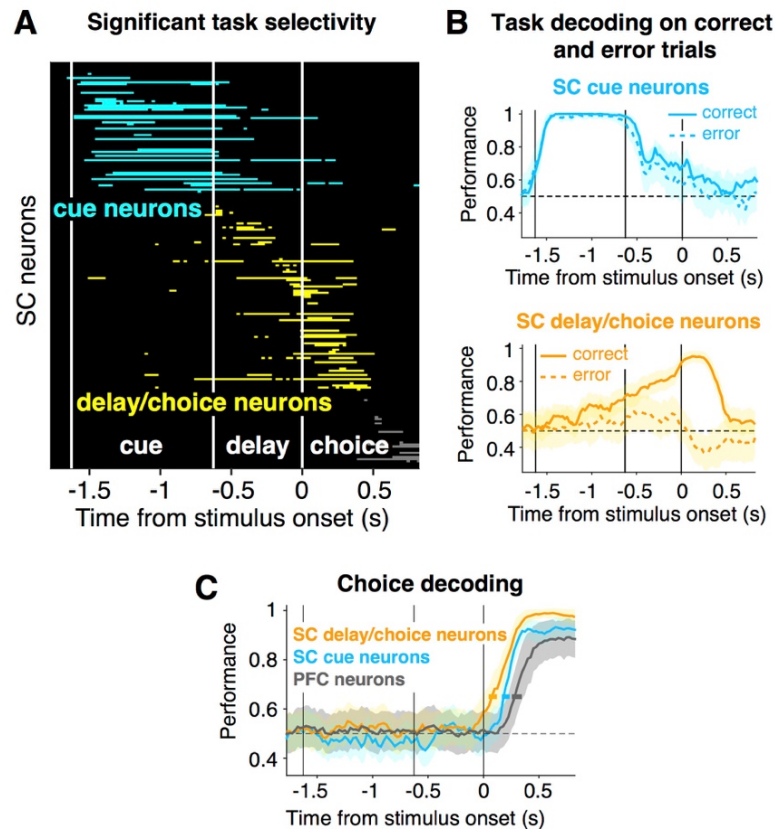 A
Significant task selectivity
SC neurons
cue neurons
delay/choice neurons
cue
delay
choice
-1.5 -1 -0.5 0 0.5
Time from stimulus onset (s)
B
Task decoding on correct
and error trials
SC cue neurons
correct
error
Performance
1
0.8
0.6
0.4
-1.5 -1 -0.5 0 0.5
Time from stimulus onset (s)
SC delay/choice neurons
correct
error
Performance
1
0.8
0.6
0.4
-1.5 -1 -0.5 0 0.5
Time from stimulus onset (s)
C
Choice decoding
SC delay/choice neurons
SC cue neurons
PFC neurons
Performance
1
0.8
0.6
0.4
-1.5 -1 -0.5 0 0.5
Time from stimulus onset (s)